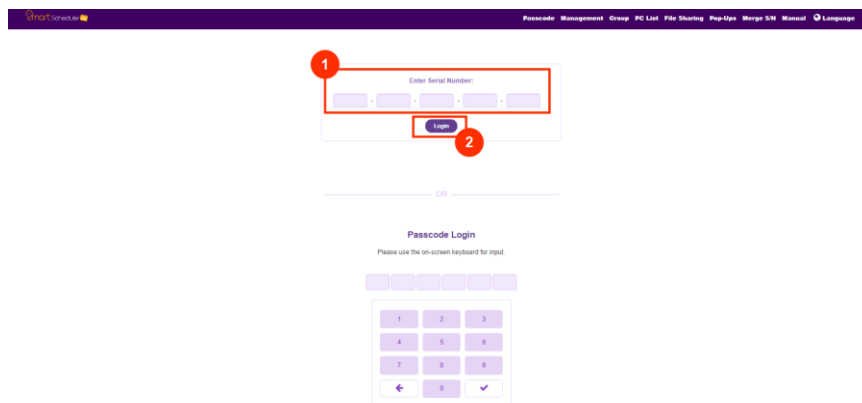 Smart Scheduler Passcode Management Group PC List File Sharing Pop-Ups Merge S/N Manual Language
1
Enter Serial Number:
- - - -
Login
2
OR
Passcode Login
Please use the on-screen keyboard for input.
1 2 3
4 5 6
7 8 9
0